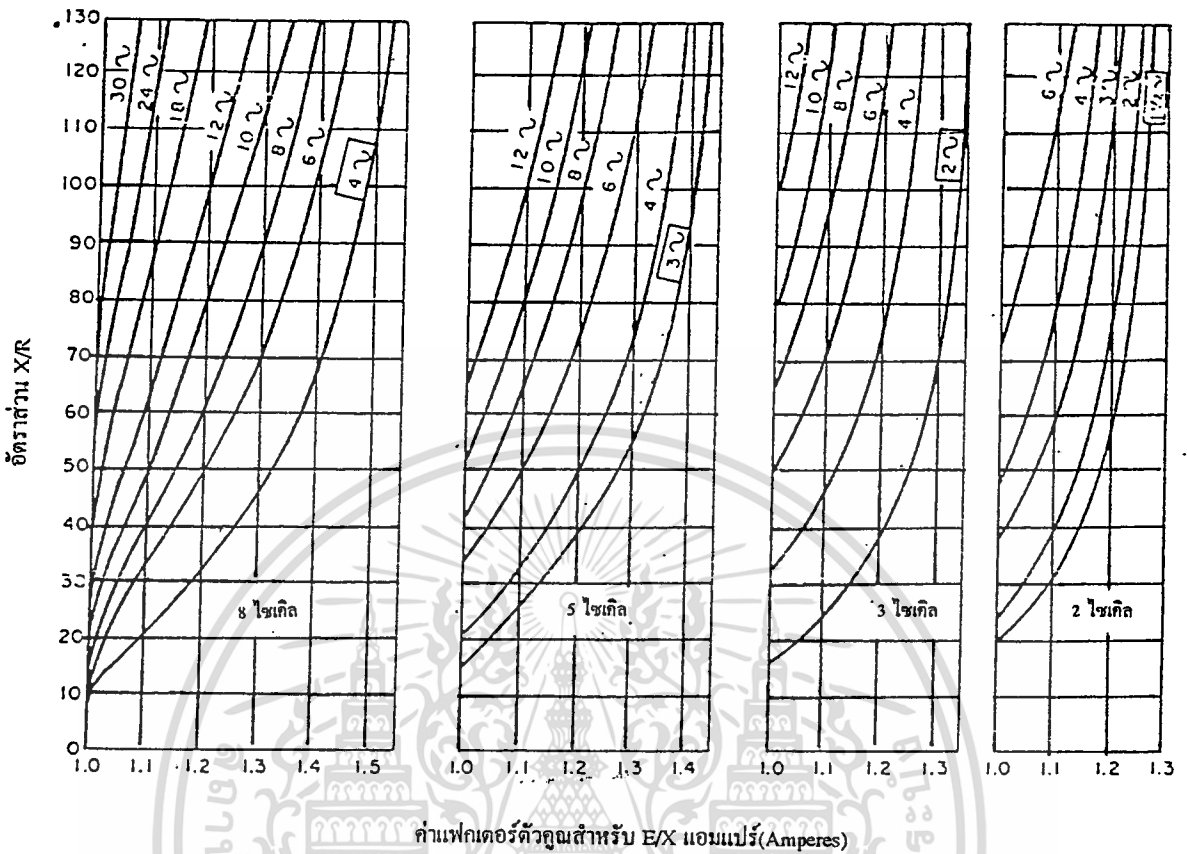 130
120
110
100
90
80
70
60
50
40
30
20
10
0
อัตราส่วน X/R
30~ 24~ 18~ 12~ 10~ 8~ 6~ 4~
8 ไซเคิล
1.0 1.1 1.2 1.3 1.4 1.5
12~ 10~ 8~ 6~ 4~ 3~
5 ไซเคิล
1.0 1.1 1.2 1.3 1.4
12~ 10~ 8~ 6~ 4~ 2~
3 ไซเคิล
1.0 1.1 1.2 1.3
6~ 4~ 3~ 2~
2 ไซเคิล
1.0 1.1 1.2 1.3
ค่าแฟกเตอร์ตัวคูณสำหรับ E/X แอมแปร์(Amperes)